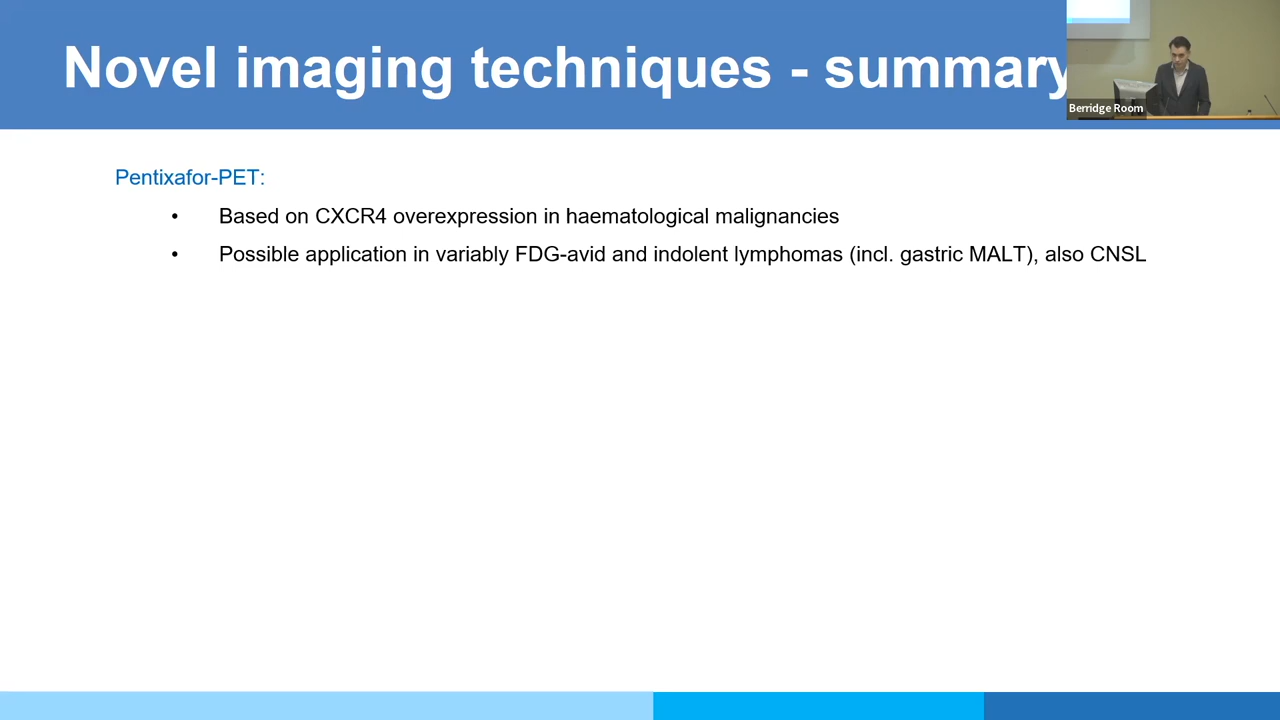 Novel imaging techniques - summary
Berridge Room
Pentixafor-PET:
• Based on CXCR4 overexpression in haematological malignancies
• Possible application in variably FDG-avid and indolent lymphomas (incl. gastric MALT), also CNSL